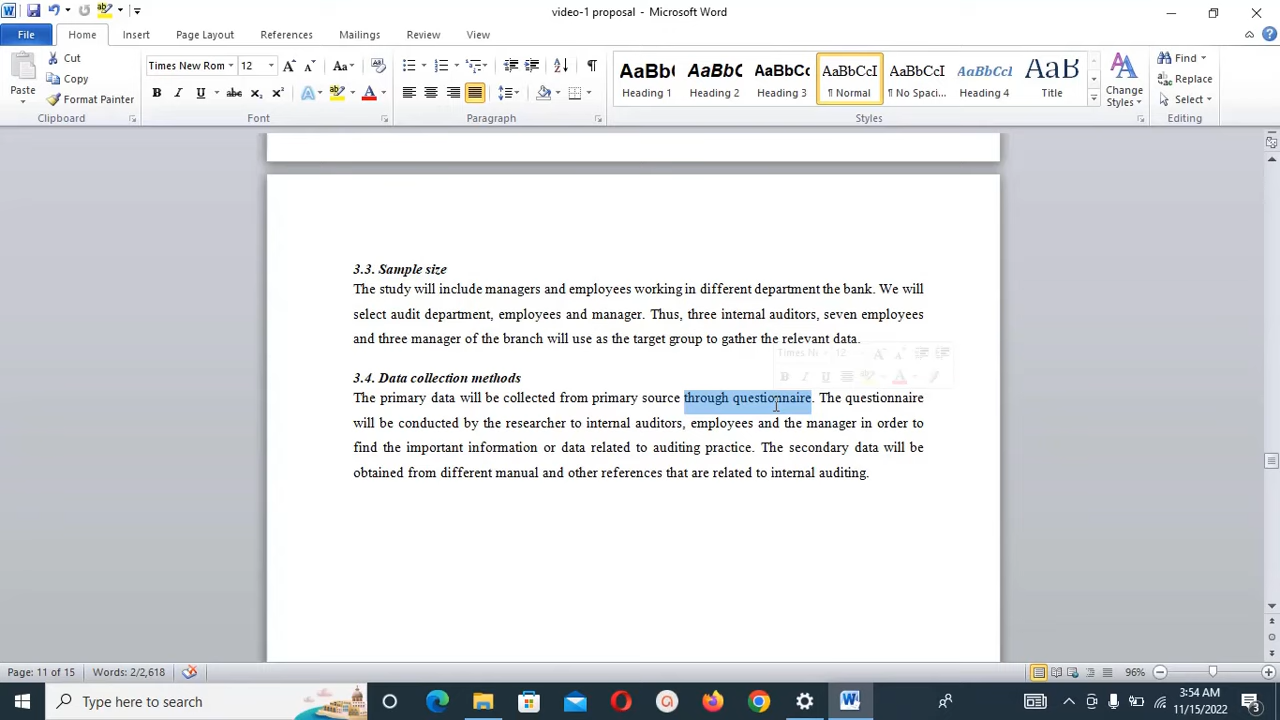 video-1 proposal - Microsoft Word
File Home Insert Page Layout References Mailings Review View
Paste
Cut
Copy
Format Painter
Clipboard
Times New Rom 12
Font
Paragraph
AaBbC Heading 1
AaBbC Heading 2
AaBbCc Heading 3
AaBbCcI ¶ Normal
AaBbCcI ¶ No Spaci...
AaBbCcI Heading 4
AaB Title
Change Styles
Styles
Find
Replace
Select
Editing
3.3. Sample size
The study will include managers and employees working in different department the bank. We will
select audit department, employees and manager. Thus, three internal auditors, seven employees
and three manager of the branch will use as the target group to gather the relevant data.
3.4. Data collection methods
The primary data will be collected from primary source through questionnaire. The questionnaire
will be conducted by the researcher to internal auditors, employees and the manager in order to
find the important information or data related to auditing practice. The secondary data will be
obtained from different manual and other references that are related to internal auditing.
Page: 11 of 15 Words: 2/2,618
96%
Type here to search
3:54 AM
11/15/2022